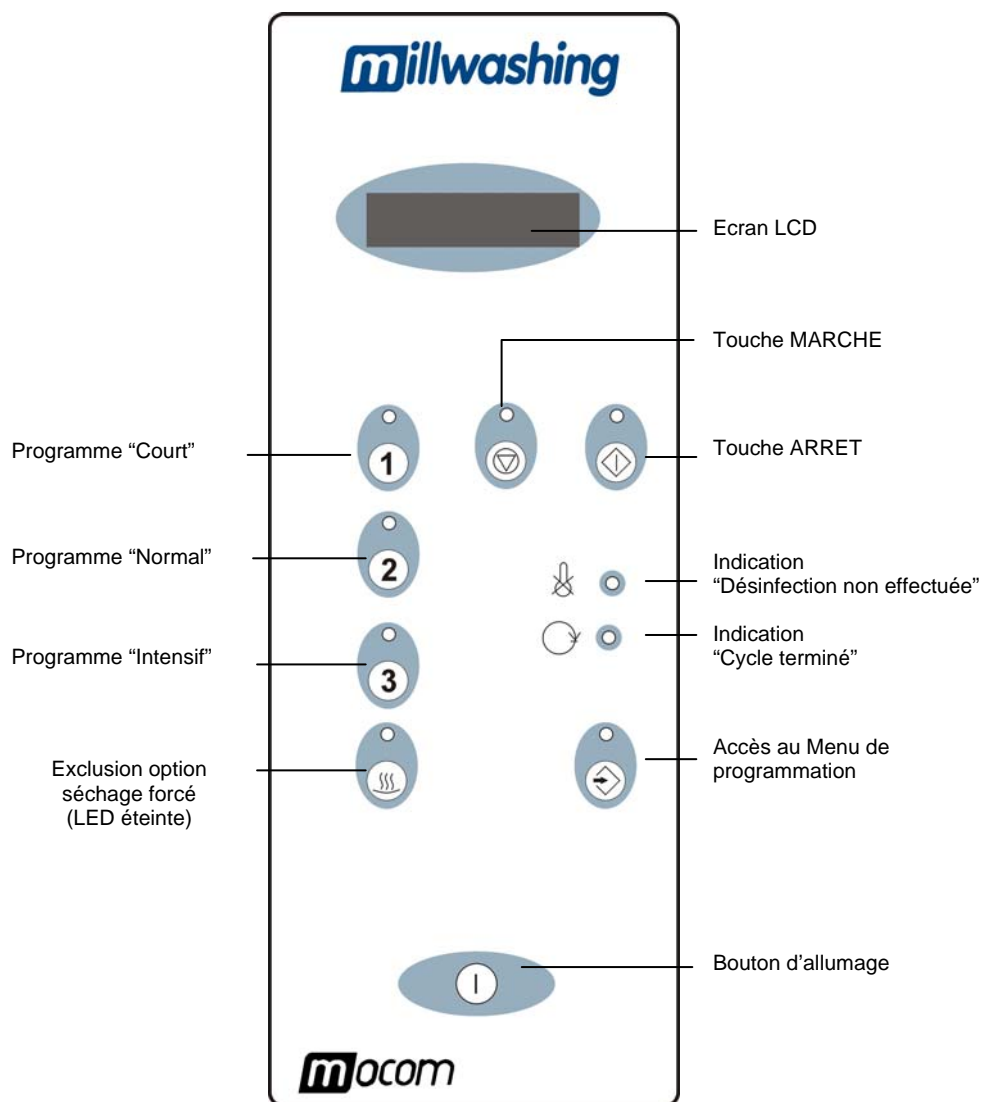 millwashing
Ecran LCD
Touche MARCHE
Programme “Court”
1
Touche ARRET
Programme “Normal”
2
Indication
“Désinfection non effectuée”
Indication
“Cycle terminé”
Programme “Intensif”
3
Exclusion option
séchage forcé
(LED éteinte)
Accès au Menu de
programmation
Bouton d’allumage
mocom